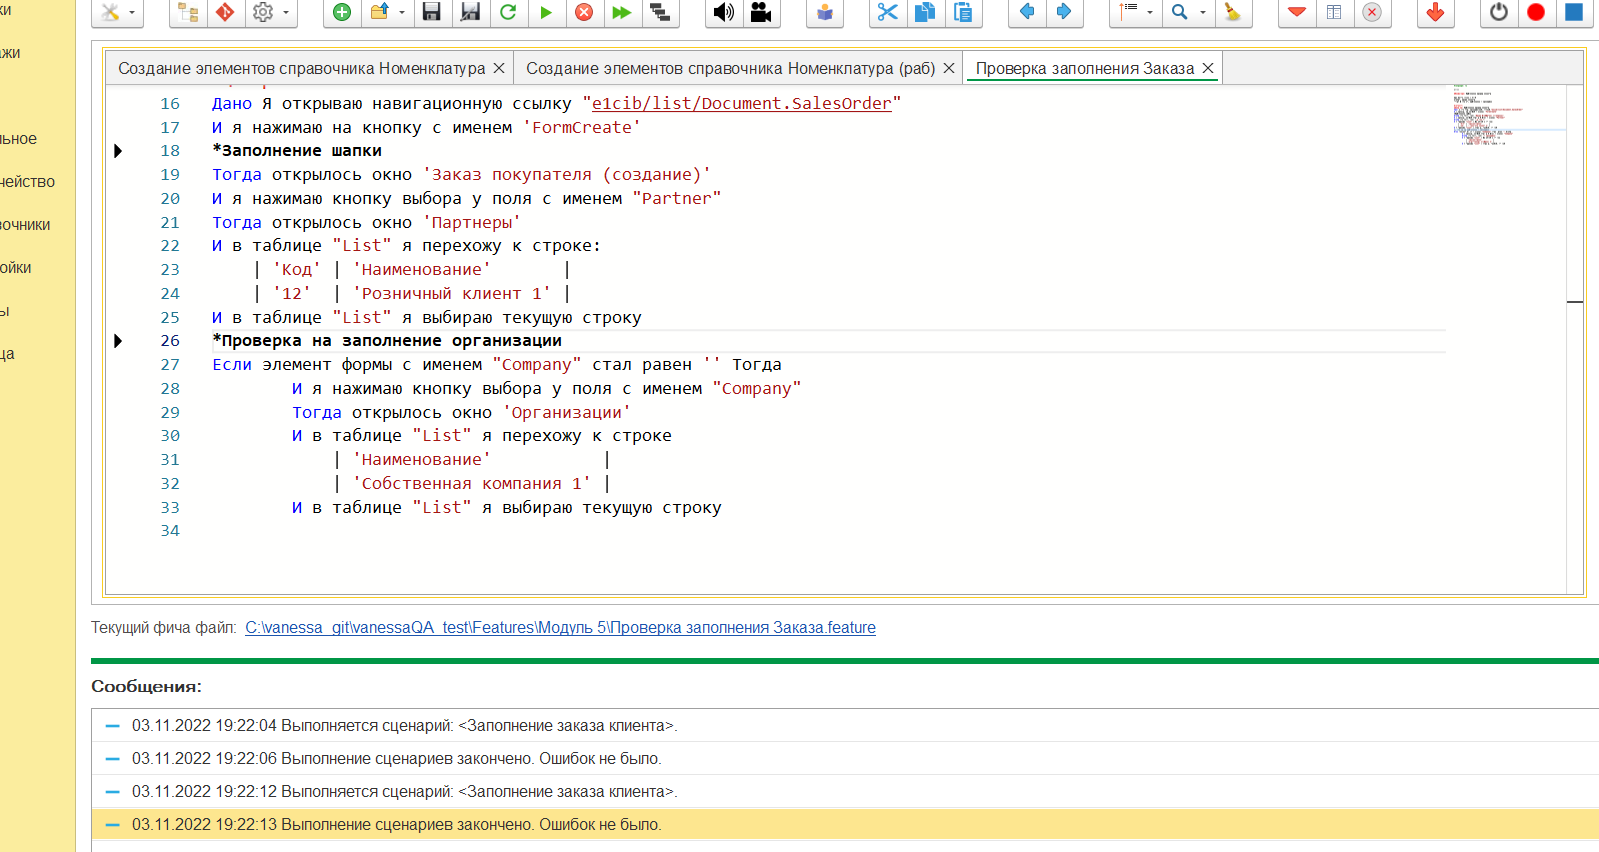 ки
ажи
льное
чейство
вочники
ойки
ы
ца
Создание элементов справочника Номенклатура
Создание элементов справочника Номенклатура (раб)
Проверка заполнения Заказа
16 Дано Я открываю навигационную ссылку "e1cib/list/Document.SalesOrder"
17 И я нажимаю на кнопку с именем 'FormCreate'
18 *Заполнение шапки
19 Тогда открылось окно 'Заказ покупателя (создание)'
20 И я нажимаю кнопку выбора у поля с именем "Partner"
21 Тогда открылось окно 'Партнеры'
22 И в таблице "List" я перехожу к строке:
23 | 'Код' | 'Наименование' |
24 | '12' | 'Розничный клиент 1' |
25 И в таблице "List" я выбираю текущую строку
26 *Проверка на заполнение организации
27 Если элемент формы с именем "Company" стал равен '' Тогда
28 И я нажимаю кнопку выбора у поля с именем "Company"
29 Тогда открылось окно 'Организации'
30 И в таблице "List" я перехожу к строке
31 | 'Наименование' |
32 | 'Собственная компания 1' |
33 И в таблице "List" я выбираю текущую строку
34
Текущий фича файл: C:\vanessa_git\vanessaQA_test\Features\Модуль 5\Проверка заполнения Заказа.feature
Сообщения:
03.11.2022 19:22:04 Выполняется сценарий: <Заполнение заказа клиента>.
03.11.2022 19:22:06 Выполнение сценариев закончено. Ошибок не было.
03.11.2022 19:22:12 Выполняется сценарий: <Заполнение заказа клиента>.
03.11.2022 19:22:13 Выполнение сценариев закончено. Ошибок не было.